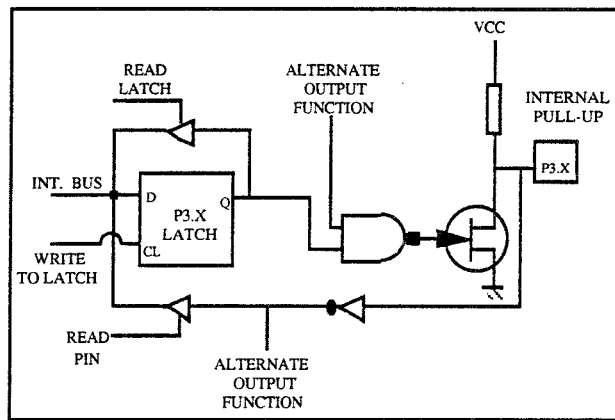 VCC
READ
LATCH
ALTERNATE
OUTPUT
FUNCTION
INTERNAL
PULL-UP
P3.X
INT. BUS
D
Q
P3.X
LATCH
CL
WRITE
TO LATCH
READ
PIN
ALTERNATE
OUTPUT
FUNCTION